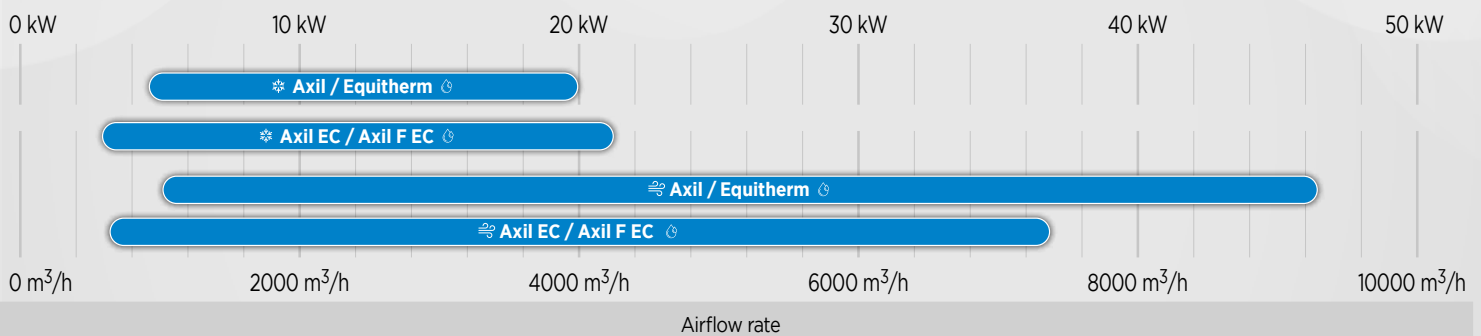 0 kW 10 kW 20 kW 30 kW 40 kW 50 kW
Axil / Equitherm
Axil EC / Axil F EC
Axil / Equitherm
Axil EC / Axil F EC
0 m³/h 2000 m³/h 4000 m³/h 6000 m³/h 8000 m³/h 10000 m³/h
Airflow rate